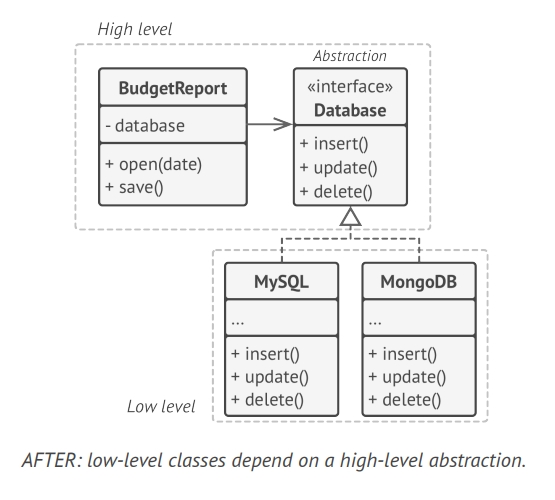 High level
Abstraction
BudgetReport
- database
+ open(date)
+ save()
«interface»
Database
+ insert()
+ update()
+ delete()
MySQL
...
+ insert()
+ update()
+ delete()
MongoDB
...
+ insert()
+ update()
+ delete()
Low level
AFTER: low-level classes depend on a high-level abstraction.